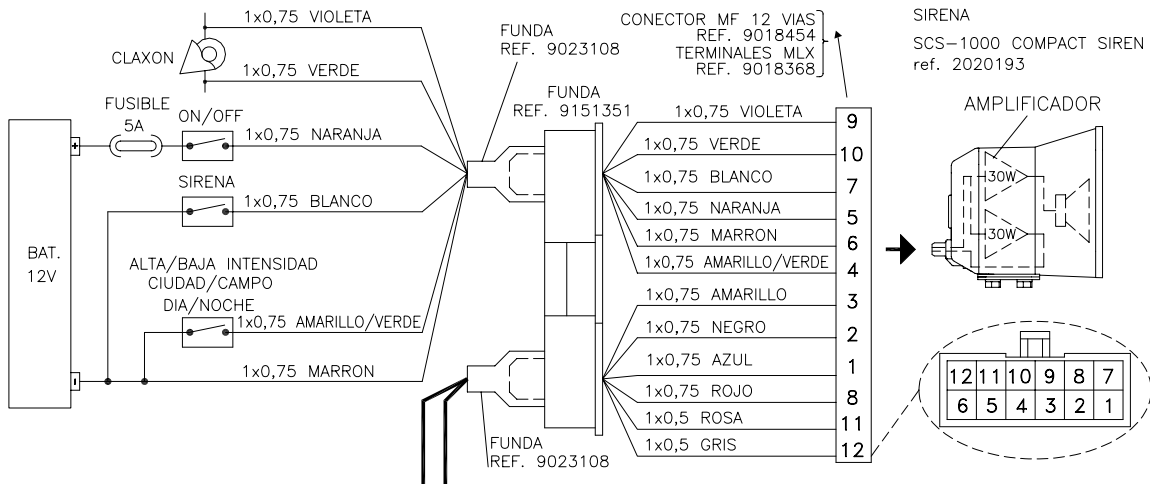 1x0,75 VIOLETA
CLAXON
1x0,75 VERDE
FUSIBLE
5A
ON/OFF
1x0,75 NARANJA
SIRENA
1x0,75 BLANCO
BAT.
12V
+
-
ALTA/BAJA INTENSIDAD
CIUDAD/CAMPO
DIA/NOCHE
1x0,75 AMARILLO/VERDE
1x0,75 MARRON
FUNDA
REF. 9023108
FUNDA
REF. 9151351
FUNDA
REF. 9023108
CONECTOR MF 12 VIAS
REF. 9018454
TERMINALES MLX
REF. 9018368
1x0,75 VIOLETA 9
1x0,75 VERDE 10
1x0,75 BLANCO 7
1x0,75 NARANJA 5
1x0,75 MARRON 6
1x0,75 AMARILLO/VERDE 4
1x0,75 AMARILLO 3
1x0,75 NEGRO 2
1x0,75 AZUL 1
1x0,75 ROJO 8
1x0,5 ROSA 11
1x0,5 GRIS 12
SIRENA
SCS-1000 COMPACT SIREN
ref. 2020193
AMPLIFICADOR
30W
30W
12 11 10 9 8 7
6 5 4 3 2 1